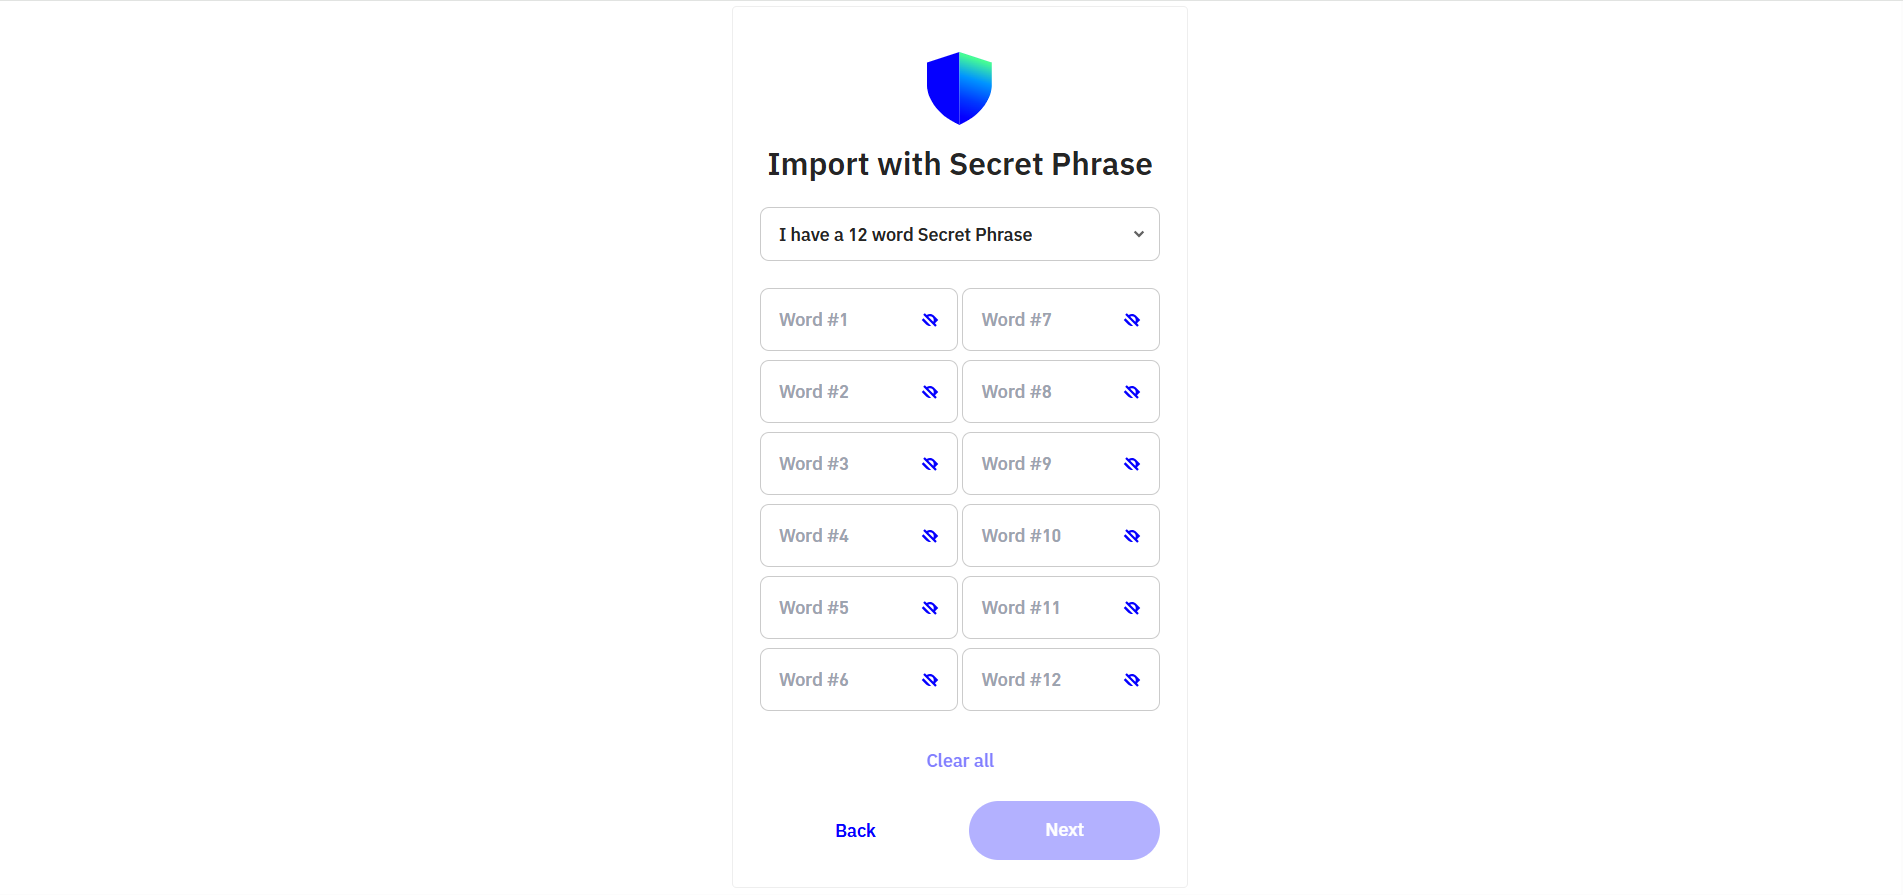 Import with Secret Phrase
I have a 12 word Secret Phrase
Word #1
Word #7
Word #2
Word #8
Word #3
Word #9
Word #4
Word #10
Word #5
Word #11
Word #6
Word #12
Clear all
Back
Next